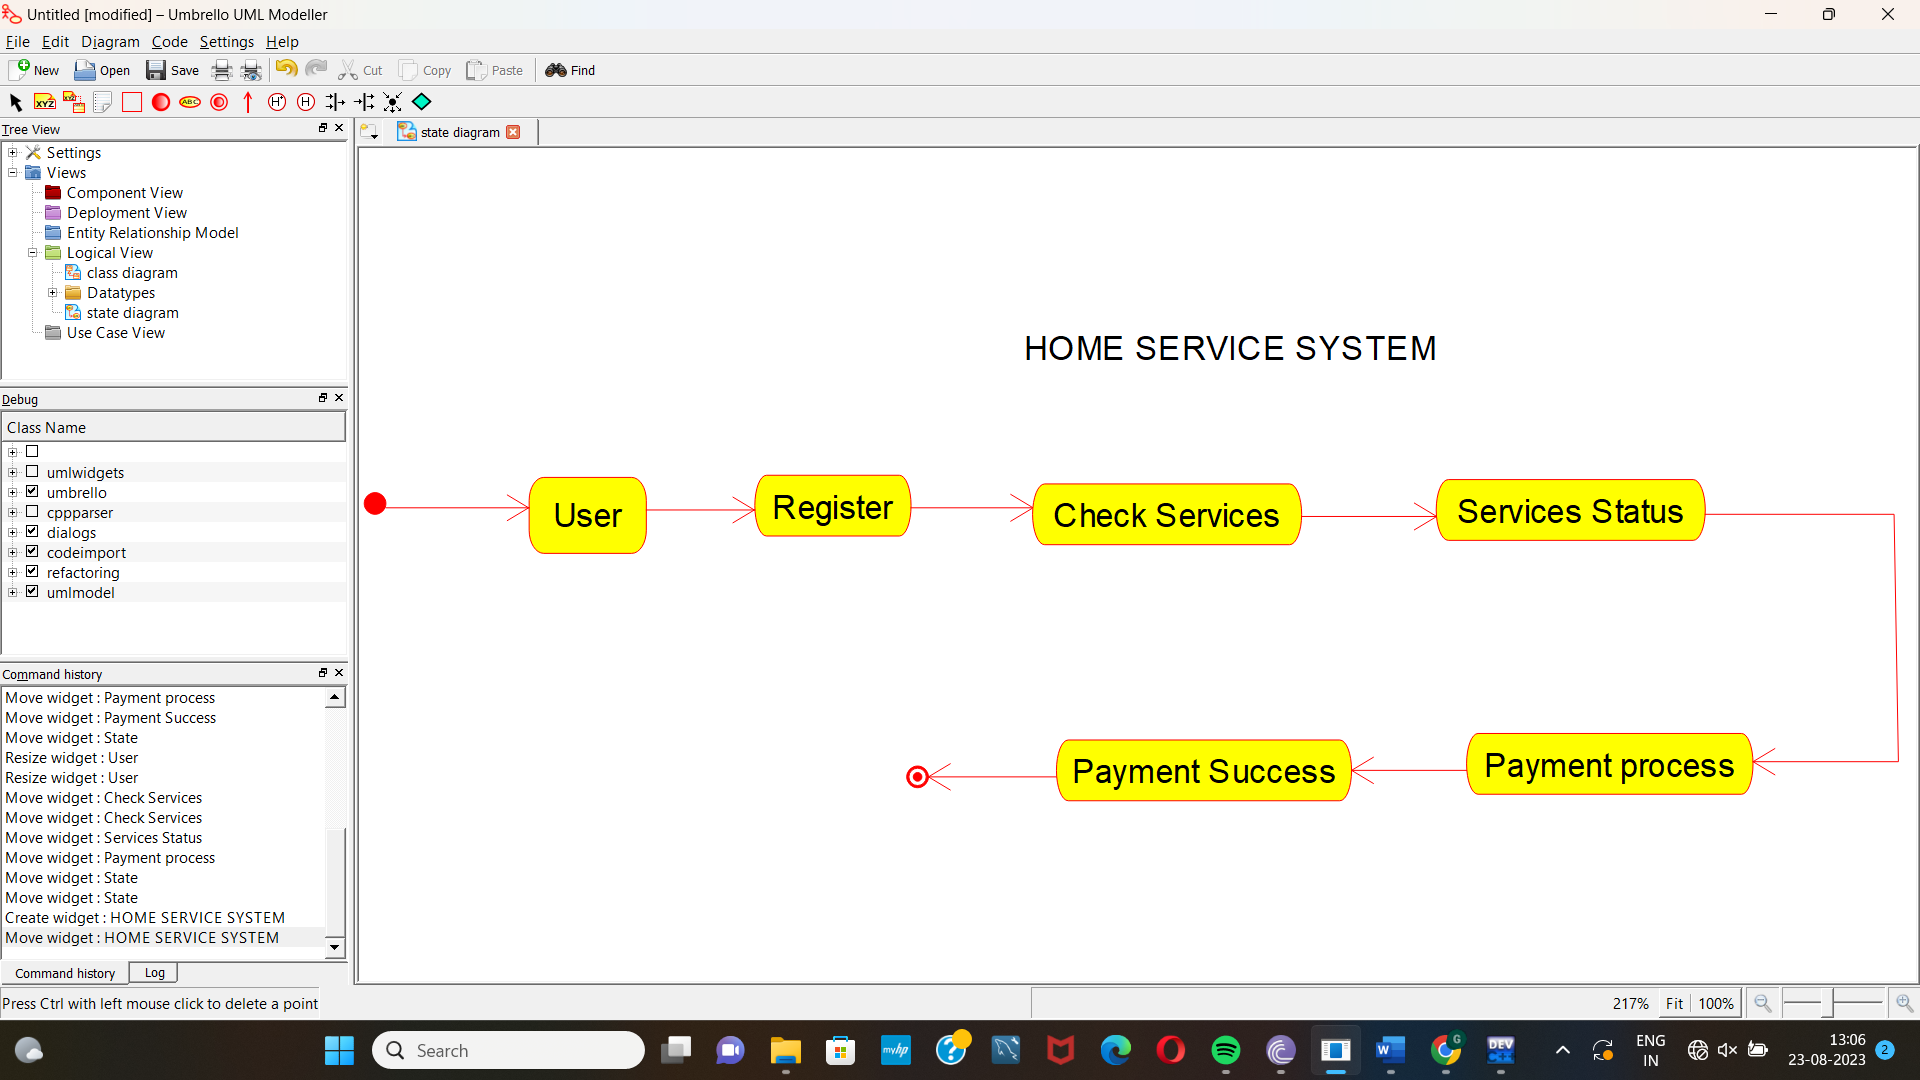 Untitled [modified] – Umbrello UML Modeller
File Edit Diagram Code Settings Help
New Open Save Cut Copy Paste Find
XYZ XYZ ABC H* H
Tree View
state diagram
Settings
Views
Component View
Deployment View
Entity Relationship Model
Logical View
class diagram
Datatypes
state diagram
Use Case View
HOME SERVICE SYSTEM
Debug
Class Name
umlwidgets
umbrello
cppparser
dialogs
codeimport
refactoring
umlmodel
User
Register
Check Services
Services Status
Payment Success
Payment process
Command history
Move widget : Payment process
Move widget : Payment Success
Move widget : State
Resize widget : User
Resize widget : User
Move widget : Check Services
Move widget : Check Services
Move widget : Services Status
Move widget : Payment process
Move widget : State
Move widget : State
Create widget : HOME SERVICE SYSTEM
Move widget : HOME SERVICE SYSTEM
Command history Log
Press Ctrl with left mouse click to delete a point
217% Fit 100%
Search
myhp
?
W
G
DEV
C++
ENG
IN
13:06
23-08-2023
2